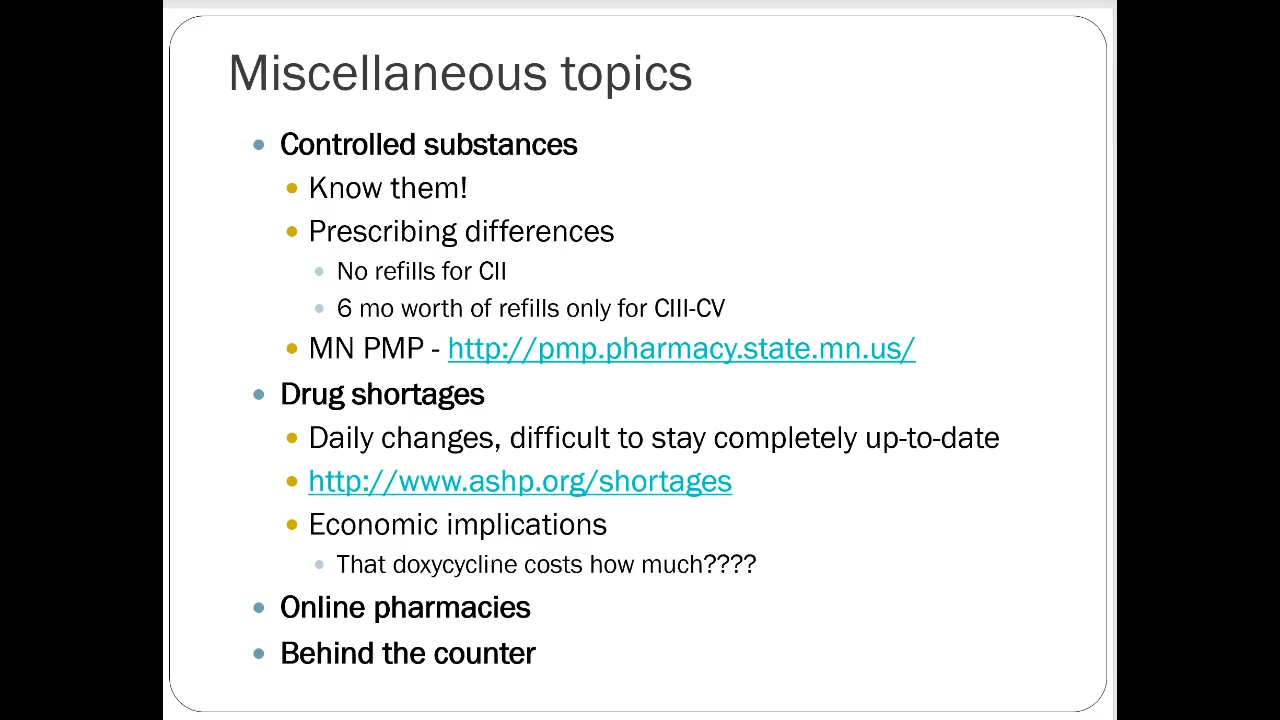 Miscellaneous topics
Controlled substances
Know them!
Prescribing differences
No refills for CII
6 mo worth of refills only for CIII-CV
MN PMP - http://pmp.pharmacy.state.mn.us/
Drug shortages
Daily changes, difficult to stay completely up-to-date
http://www.ashp.org/shortages
Economic implications
That doxycycline costs how much????
Online pharmacies
Behind the counter